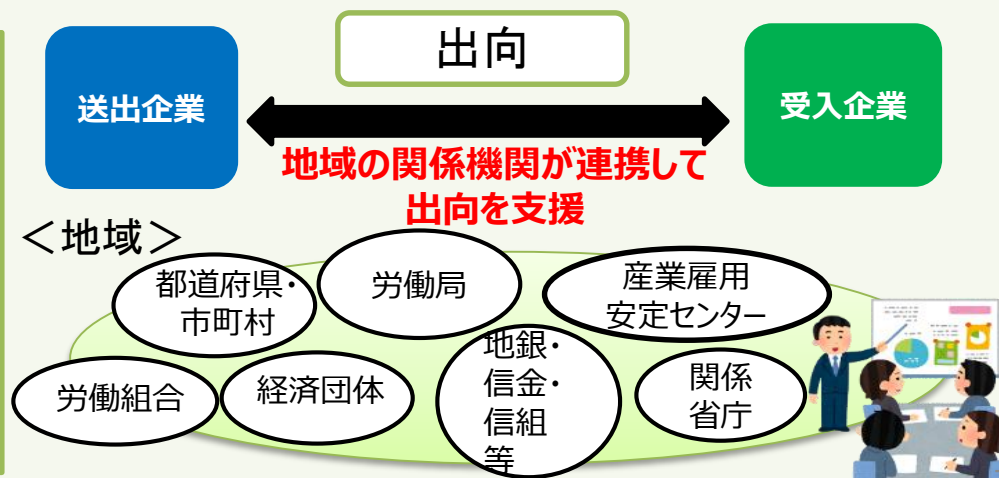 出向
送出企業
受入企業
地域の関係機関が連携して
出向を支援
＜地域＞
都道府県・
市町村
労働局
産業雇用
安定センター
労働組合
経済団体
地銀・
信金・
信組
等
関係
省庁